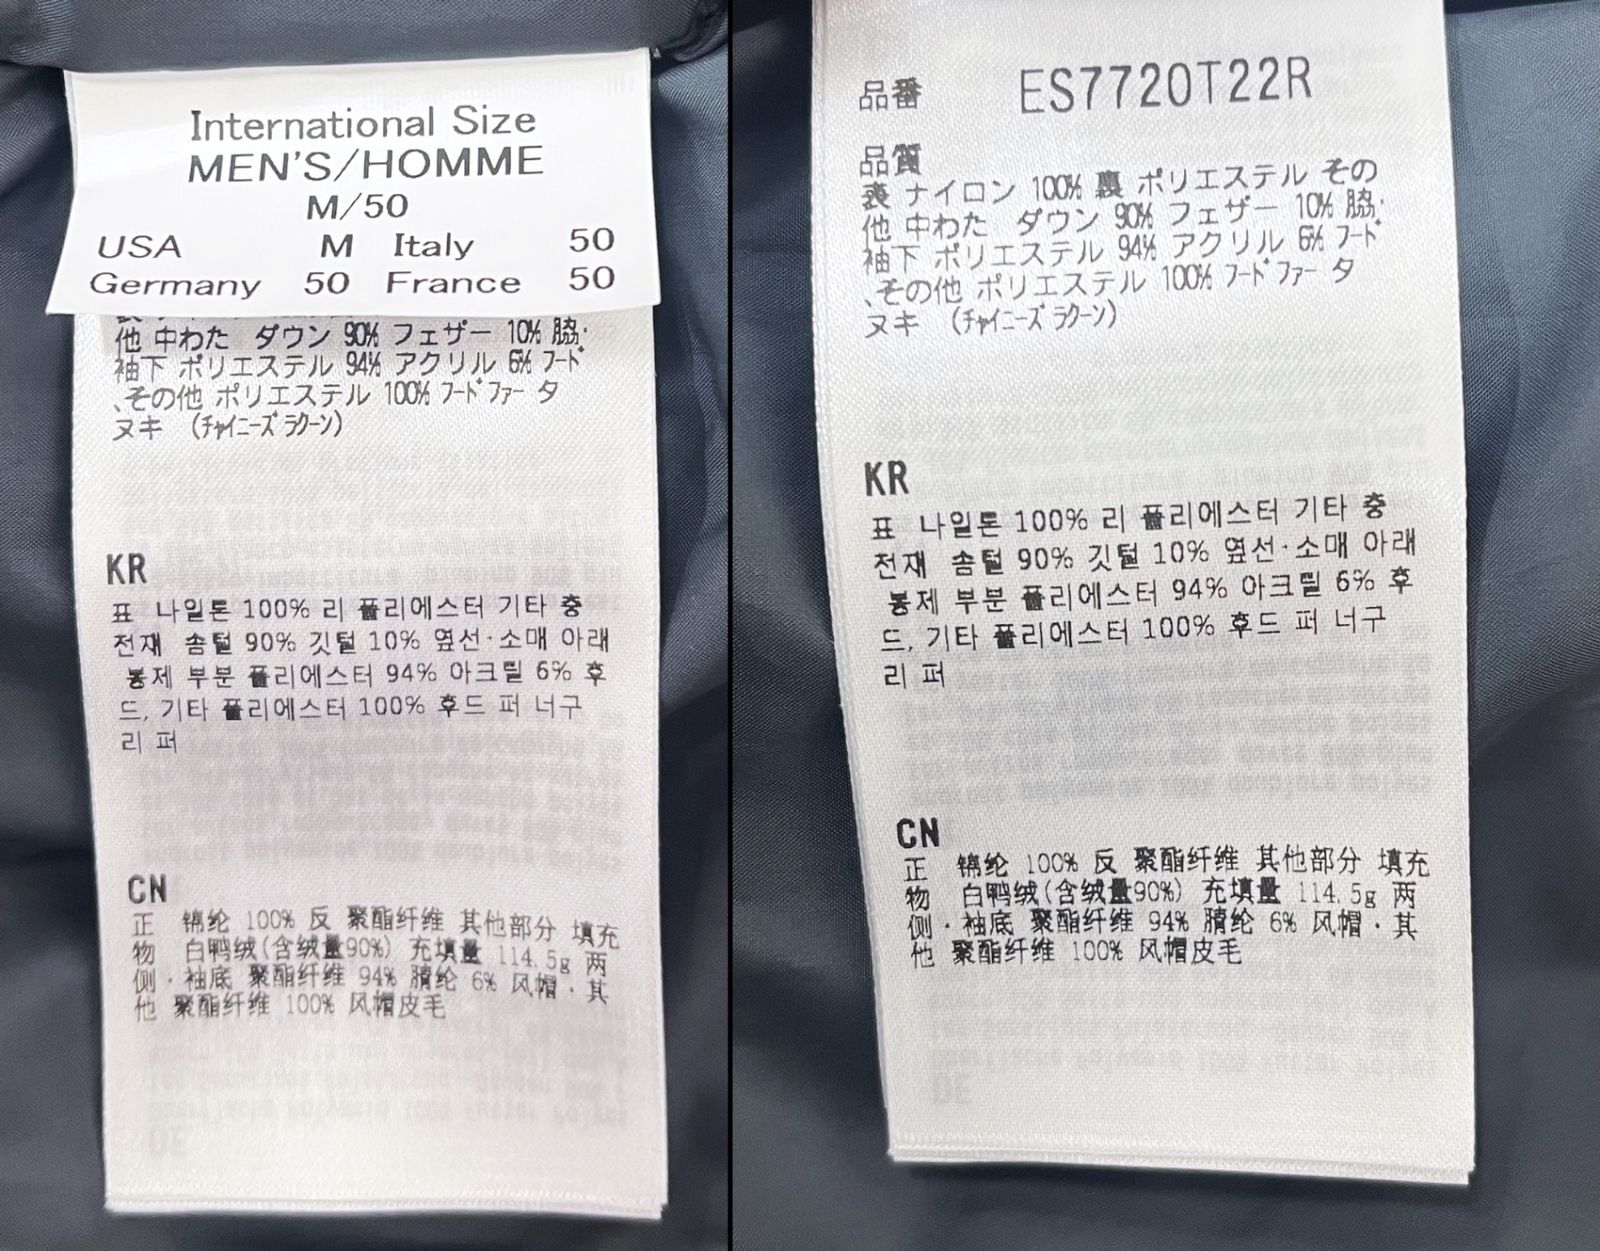 International Size
MEN'S/HOMME
M/50
USA M Italy 50
Germany 50 France 50
他 中わた ダウン 90% フェザー 10% 脇・
袖下 ポリエステル 94% アクリル 6% フード
、その他 ポリエステル 100% フードファー タ
ヌキ (チャイニーズラクーン)
KR
표 나일론 100% 리 폴리에스터 기타 충
전재 솜털 90% 깃털 10% 옆선·소매 아래
봉제 부분 폴리에스터 94% 아크릴 6% 후
드, 기타 폴리에스터 100% 후드 퍼 너구
리 퍼
CN
正 锦纶 100% 反 聚酯纤维 其他部分 填充
物 白鸭绒(含绒量90%) 充填量 114.5g 两
侧·袖底 聚酯纤维 94% 腈纶 6% 风帽·其
他 聚酯纤维 100% 风帽皮毛
品番 ES7720T22R
品質
表 ナイロン 100% 裏 ポリエステル その
他 中わた ダウン 90% フェザー 10% 脇・
袖下 ポリエステル 94% アクリル 6% フード
、その他 ポリエステル 100% フードファー タ
ヌキ (チャイニーズラクーン)
KR
표 나일론 100% 리 폴리에스터 기타 충
전재 솜털 90% 깃털 10% 옆선·소매 아래
봉제 부분 폴리에스터 94% 아크릴 6% 후
드, 기타 폴리에스터 100% 후드 퍼 너구
리 퍼
CN
正 锦纶 100% 反 聚酯纤维 其他部分 填充
物 白鸭绒(含绒量90%) 充填量 114.5g 两
侧·袖底 聚酯纤维 94% 腈纶 6% 风帽·其
他 聚酯纤维 100% 风帽皮毛